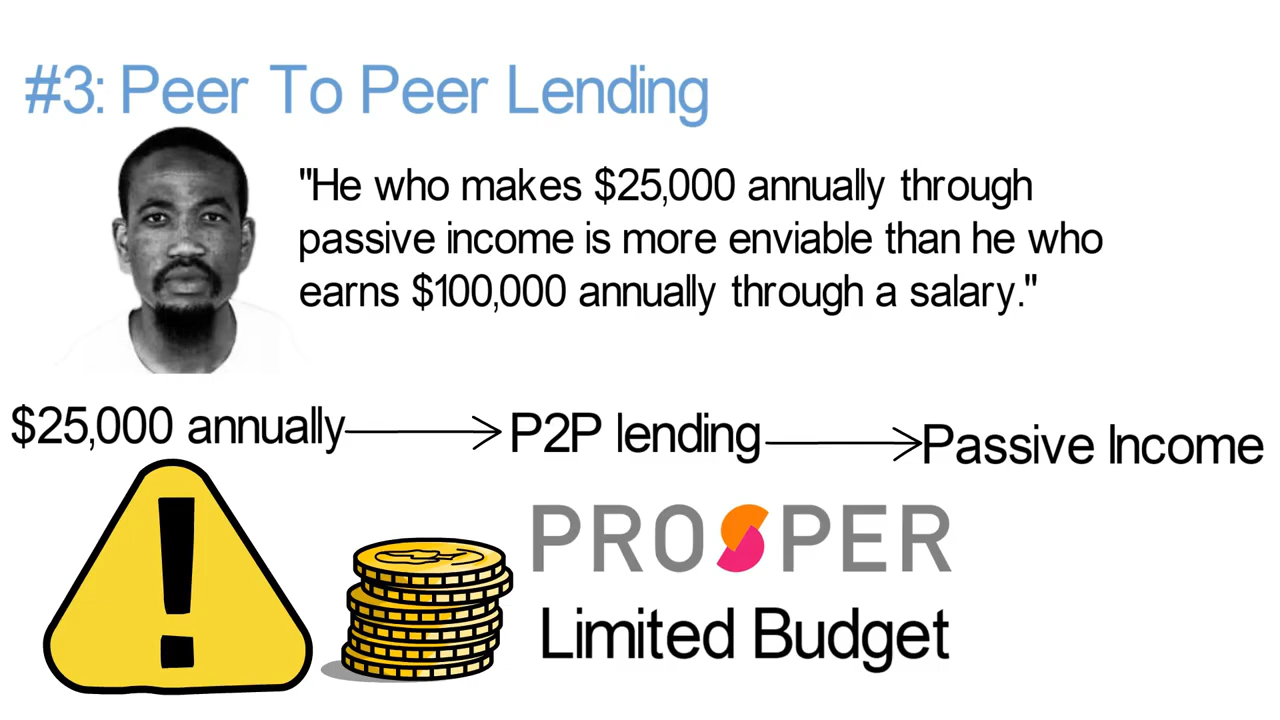 #3: Peer To Peer Lending
"He who makes $25,000 annually through
passive income is more enviable than he who
earns $100,000 annually through a salary."
$25,000 annually
P2P lending
Passive Income
!
PROSPER
Limited Budget